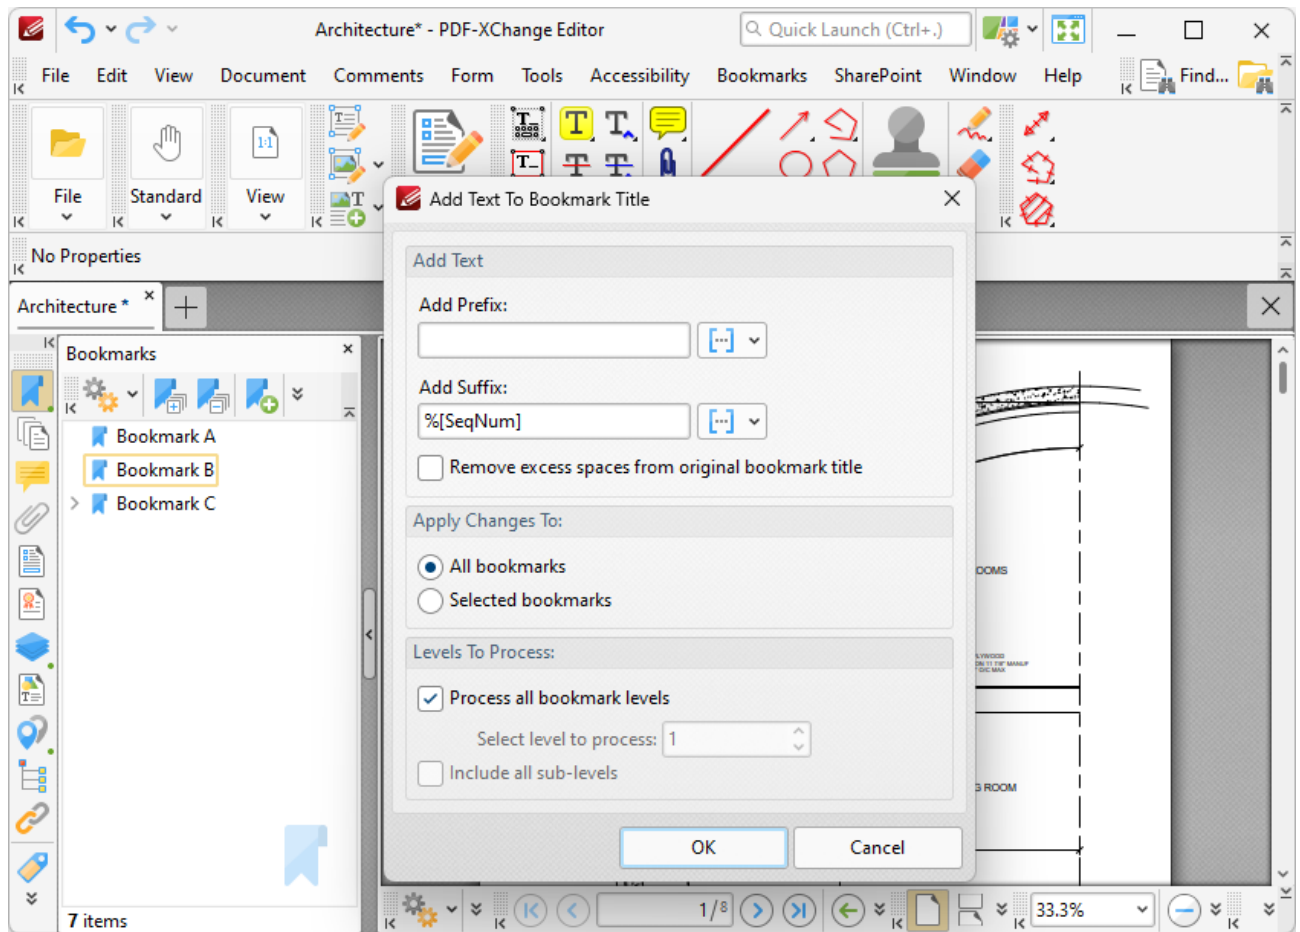 Architecture* - PDF-XChange Editor
Quick Launch (Ctrl+.)
File Edit View Document Comments Form Tools Accessibility Bookmarks SharePoint Window Help
Find...
1:1
File Standard View
No Properties
Architecture *
Bookmarks
Bookmark A
Bookmark B
Bookmark C
7 items
Add Text To Bookmark Title
Add Text
Add Prefix:
Add Suffix:
%[SeqNum]
Remove excess spaces from original bookmark title
Apply Changes To:
All bookmarks
Selected bookmarks
Levels To Process:
Process all bookmark levels
Select level to process: 1
Include all sub-levels
OK Cancel
OOMS
ROOM
1/8
33.3%